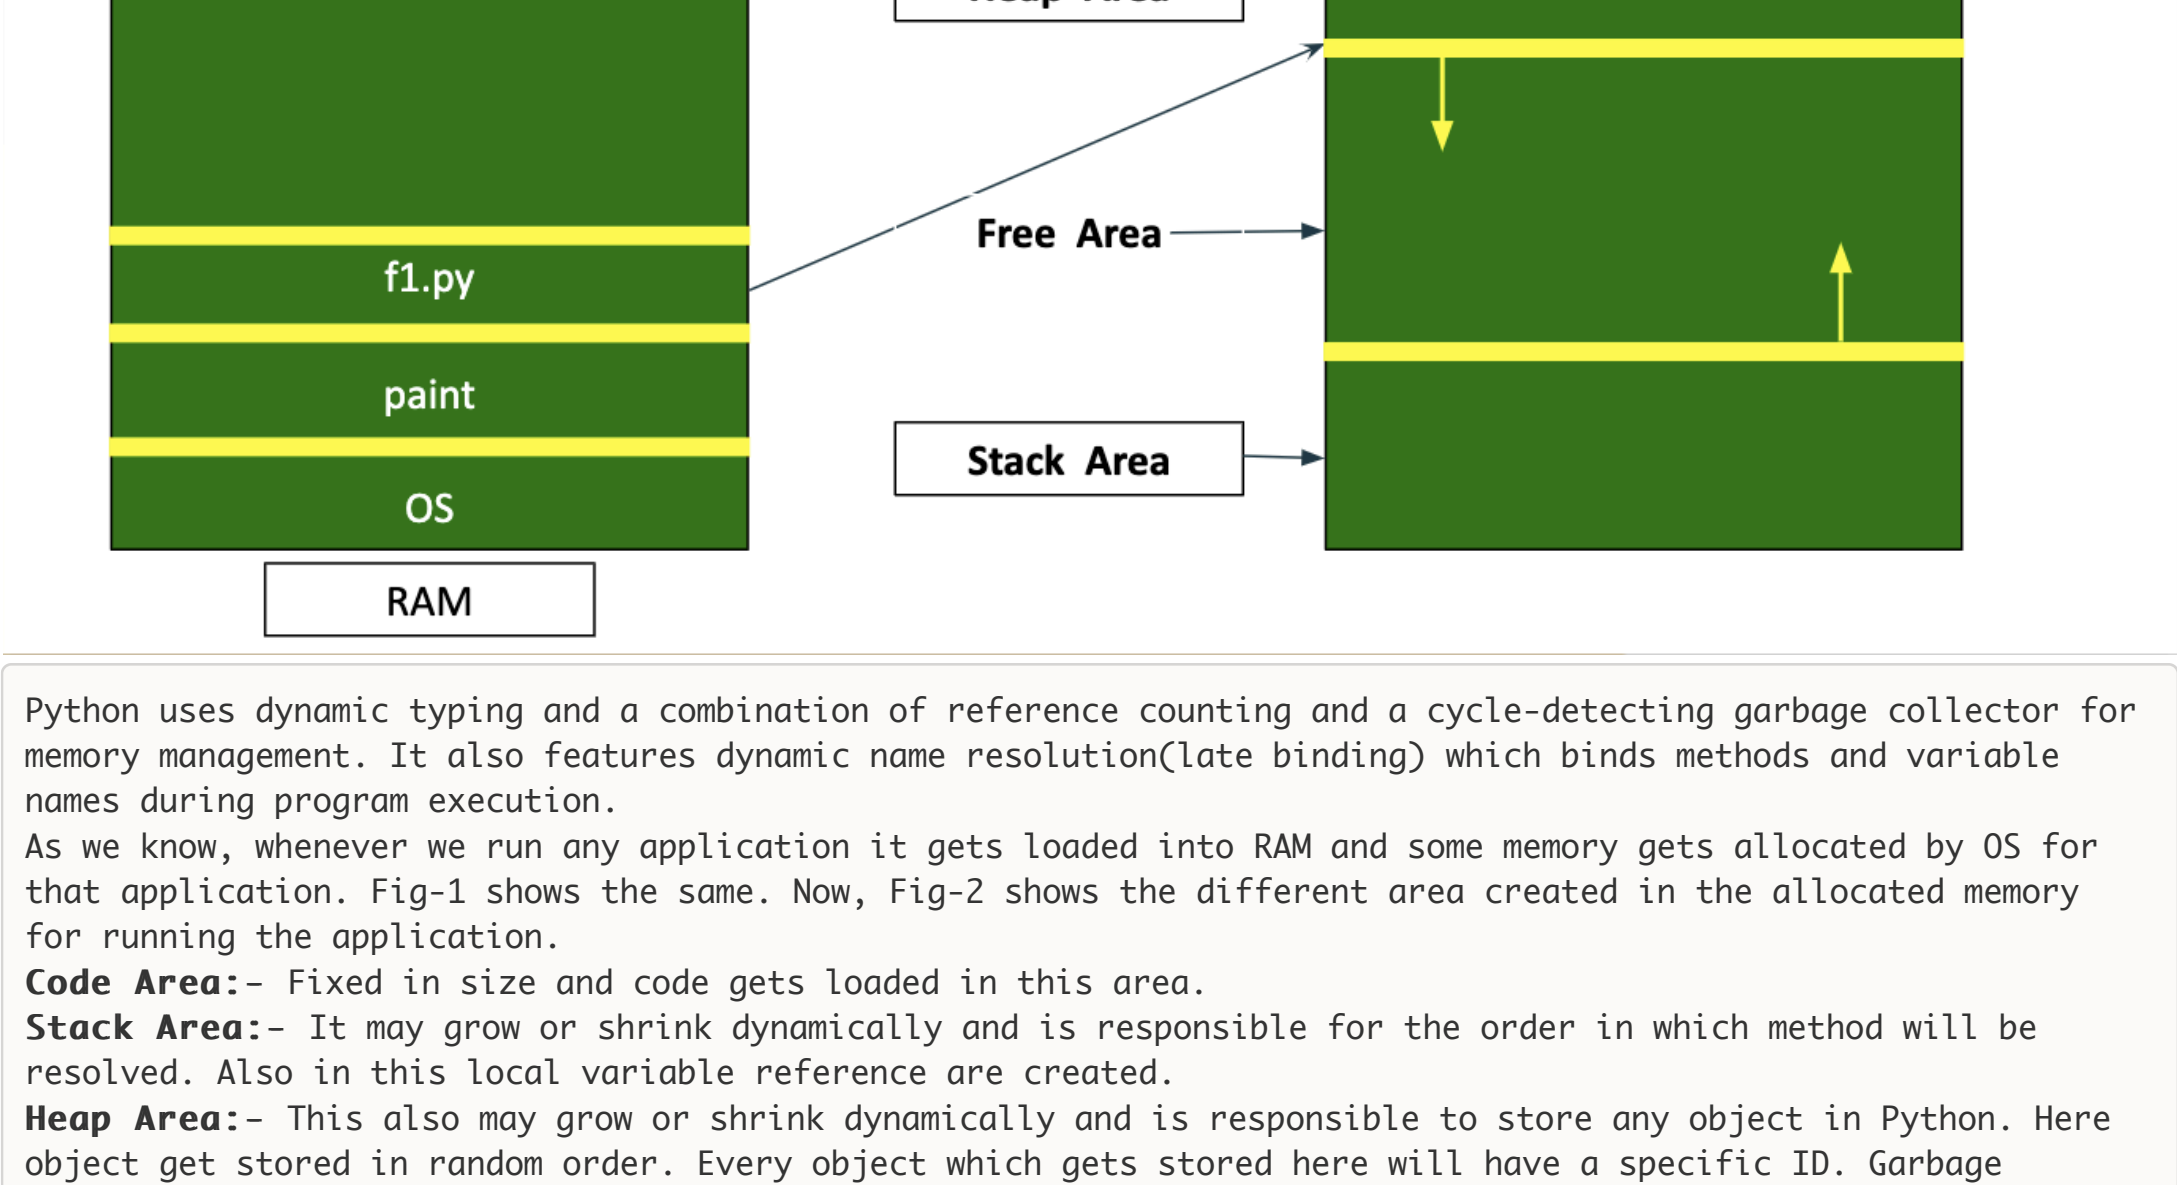 Area
Free Area
f1.py
paint
Stack Area
OS
RAM
Python uses dynamic typing and a combination of reference counting and a cycle-detecting garbage collector for
memory management. It also features dynamic name resolution(late binding) which binds methods and variable
names during program execution.
As we know, whenever we run any application it gets loaded into RAM and some memory gets allocated by OS for
that application. Fig-1 shows the same. Now, Fig-2 shows the different area created in the allocated memory
for running the application.
Code Area:- Fixed in size and code gets loaded in this area.
Stack Area:- It may grow or shrink dynamically and is responsible for the order in which method will be
resolved. Also in this local variable reference are created.
Heap Area:- This also may grow or shrink dynamically and is responsible to store any object in Python. Here
object get stored in random order. Every object which gets stored here will have a specific ID. Garbage